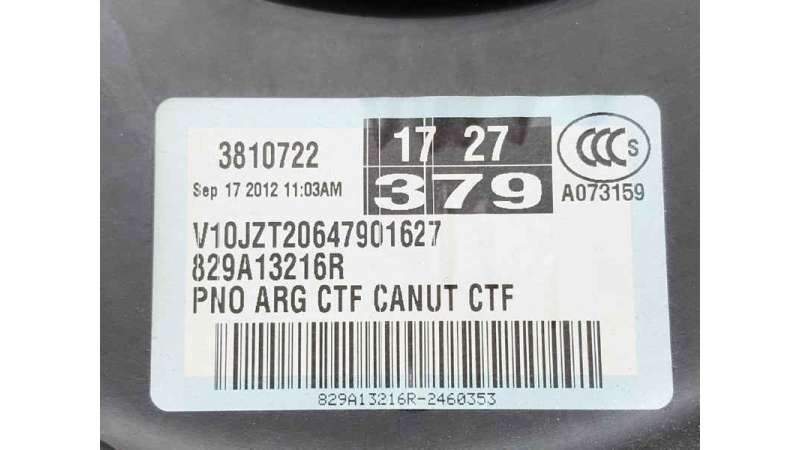 3810722
17 27
CCC S
Sep 17 2012 11:03AM
379
A073159
V10JZT20647901627
829A13216R
PNO ARG CTF CANUT CTF
829A13216R-2460353